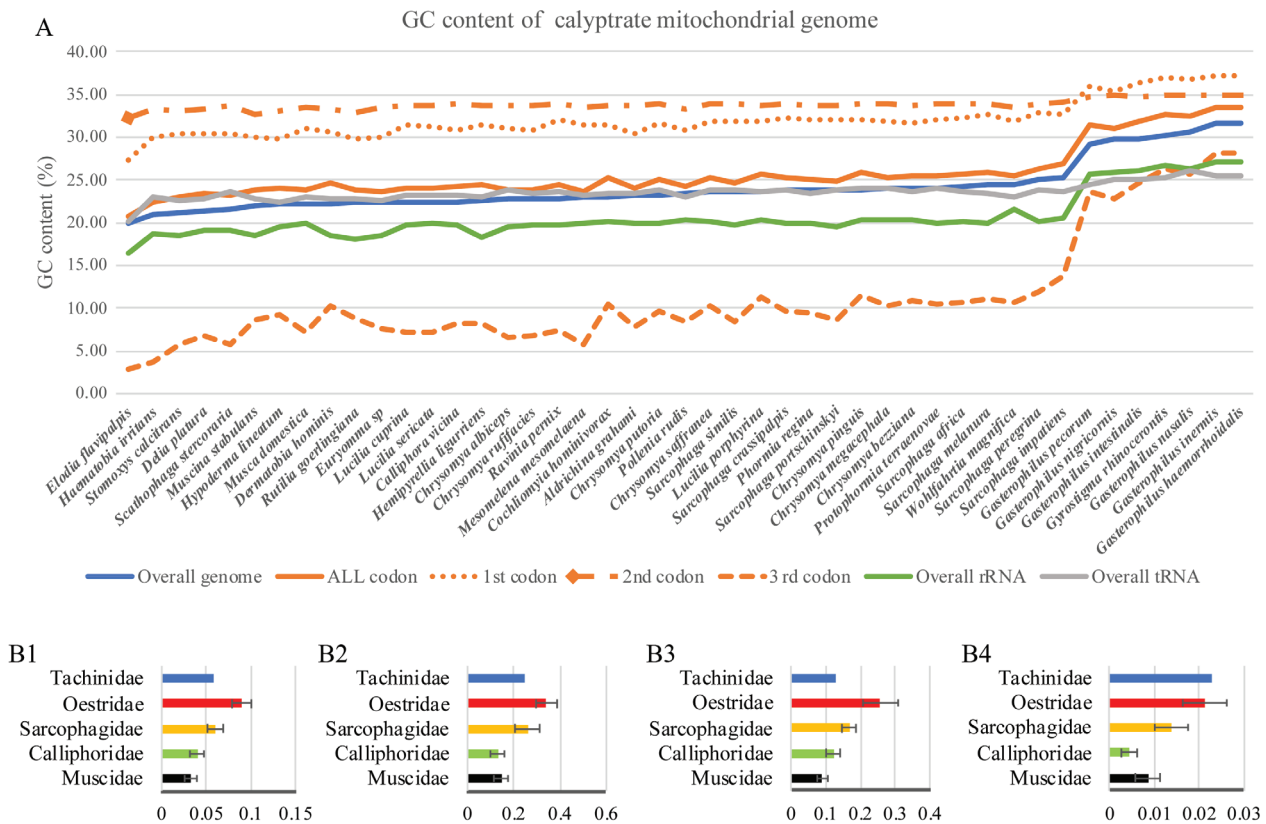 A
GC content of calyptrate mitochondrial genome
40.00
35.00
30.00
25.00
20.00
15.00
10.00
5.00
0.00
GC content (%)
Elodia flavipalpis
Haematobia irritans
Stomoxys calcitrans
Delia platura
Scathophaga stercoraria
Muscina stabulans
Hypoderma lineatum
Musca domestica
Dermatobia hominis
Rutilia goerlingiana
Euryomma sp
Lucilia cuprina
Lucilia sericata
Calliphora vicina
Hemipyrellia ligurriens
Chrysomya albiceps
Chrysomya rufifacies
Ravinia pernix
Mesomelena mesomelaena
Cochliomyia hominivorax
Aldrichina grahami
Chrysomya putoria
Pollenia rudis
Chrysomya saffranea
Sarcophaga similis
Lucilia porphyrina
Sarcophaga crassipalpis
Phormia regina
Sarcophaga portschinskyi
Chrysomya pinguis
Chrysomya megacephala
Chrysomya bezziana
Protophormia terraenovae
Sarcophaga africa
Sarcophaga melanura
Wohlfahrtia magnifica
Sarcophaga peregrina
Sarcophaga impatiens
Gasterophilus pecorum
Gasterophilus nigricornis
Gasterophilus intestinalis
Gyrostigma rhinocerontis
Gasterophilus nasalis
Gasterophilus inermis
Gasterophilus haemorrhoidalis
Overall genome ALL codon 1st codon 2nd codon 3rd codon Overall rRNA Overall tRNA
B1
Tachinidae
Oestridae
Sarcophagidae
Calliphoridae
Muscidae
0 0.05 0.1 0.15
B2
Tachinidae
Oestridae
Sarcophagidae
Calliphoridae
Muscidae
0 0.2 0.4 0.6
B3
Tachinidae
Oestridae
Sarcophagidae
Calliphoridae
Muscidae
0 0.1 0.2 0.3 0.4
B4
Tachinidae
Oestridae
Sarcophagidae
Calliphoridae
Muscidae
0 0.01 0.02 0.03